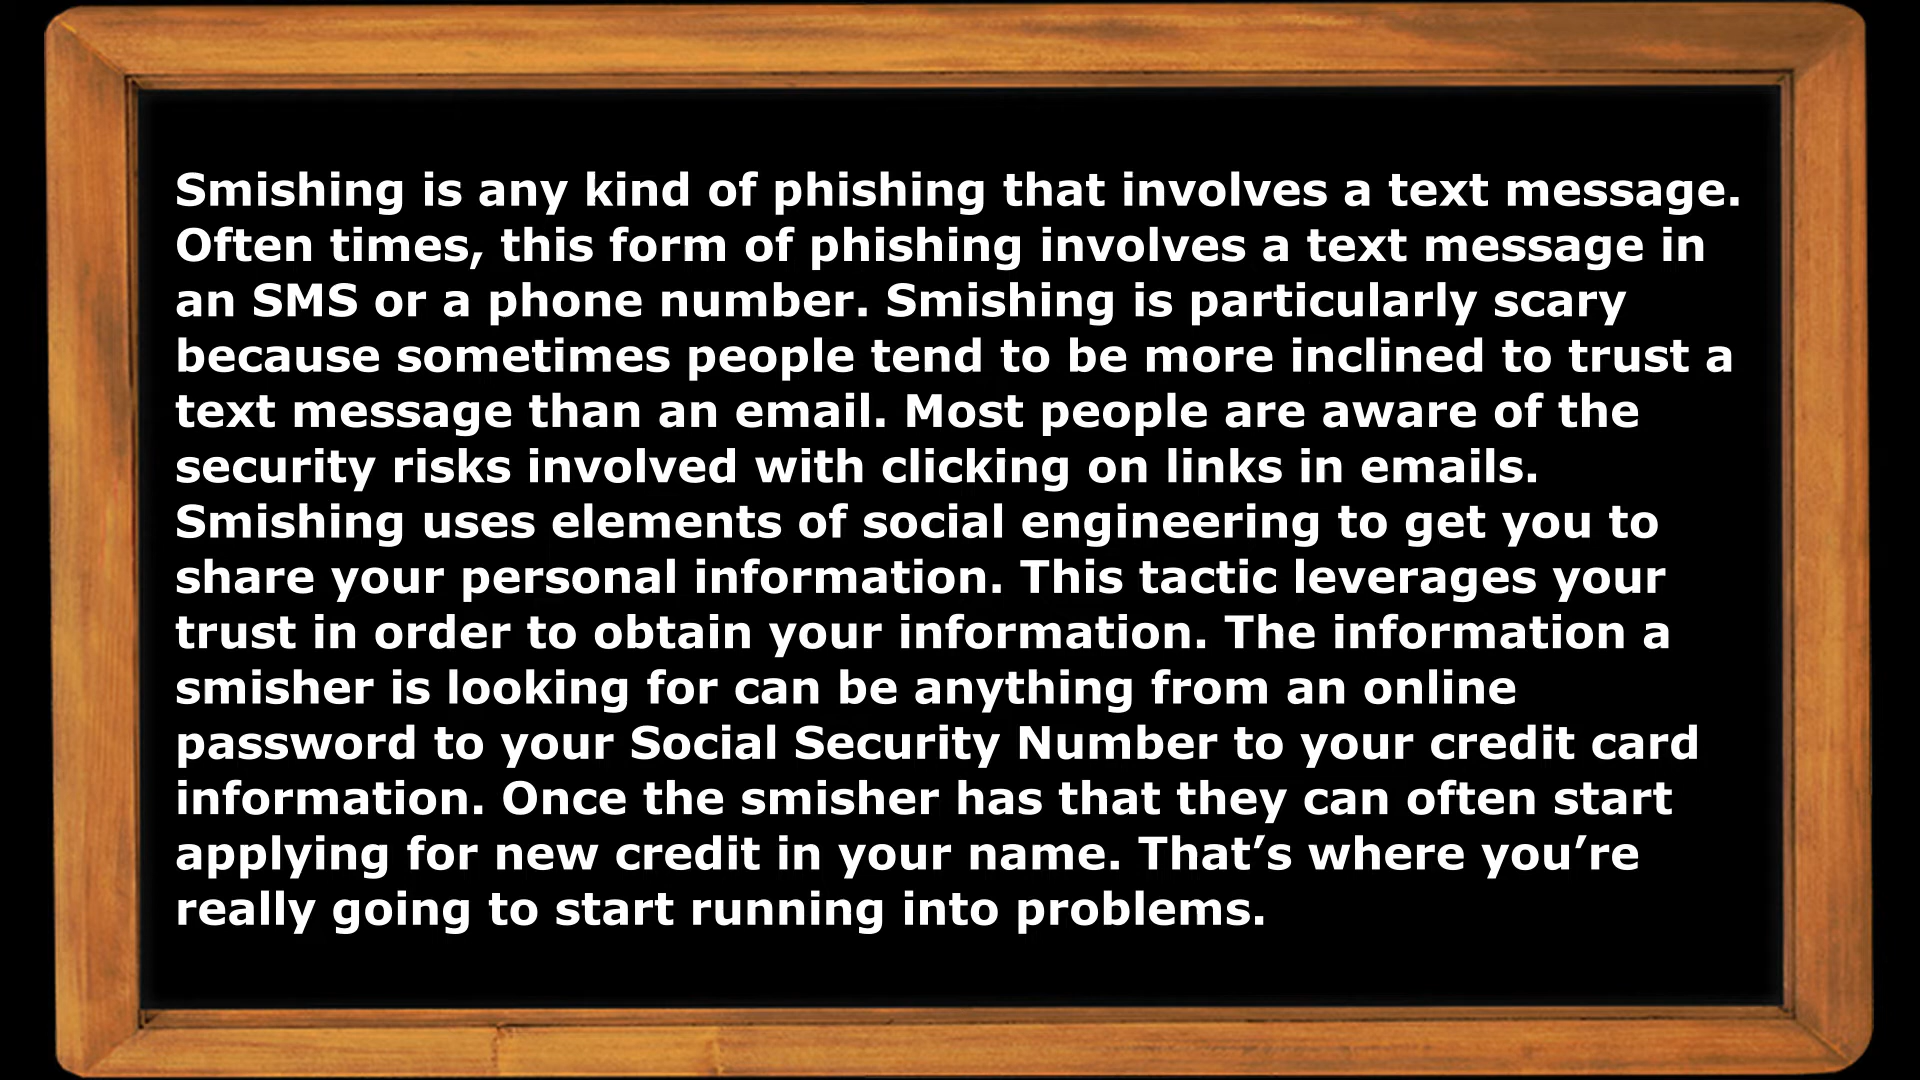 Smishing is any kind of phishing that involves a text message.
Often times, this form of phishing involves a text message in
an SMS or a phone number. Smishing is particularly scary
because sometimes people tend to be more inclined to trust a
text message than an email. Most people are aware of the
security risks involved with clicking on links in emails.
Smishing uses elements of social engineering to get you to
share your personal information. This tactic leverages your
trust in order to obtain your information. The information a
smisher is looking for can be anything from an online
password to your Social Security Number to your credit card
information. Once the smisher has that they can often start
applying for new credit in your name. That’s where you’re
really going to start running into problems.